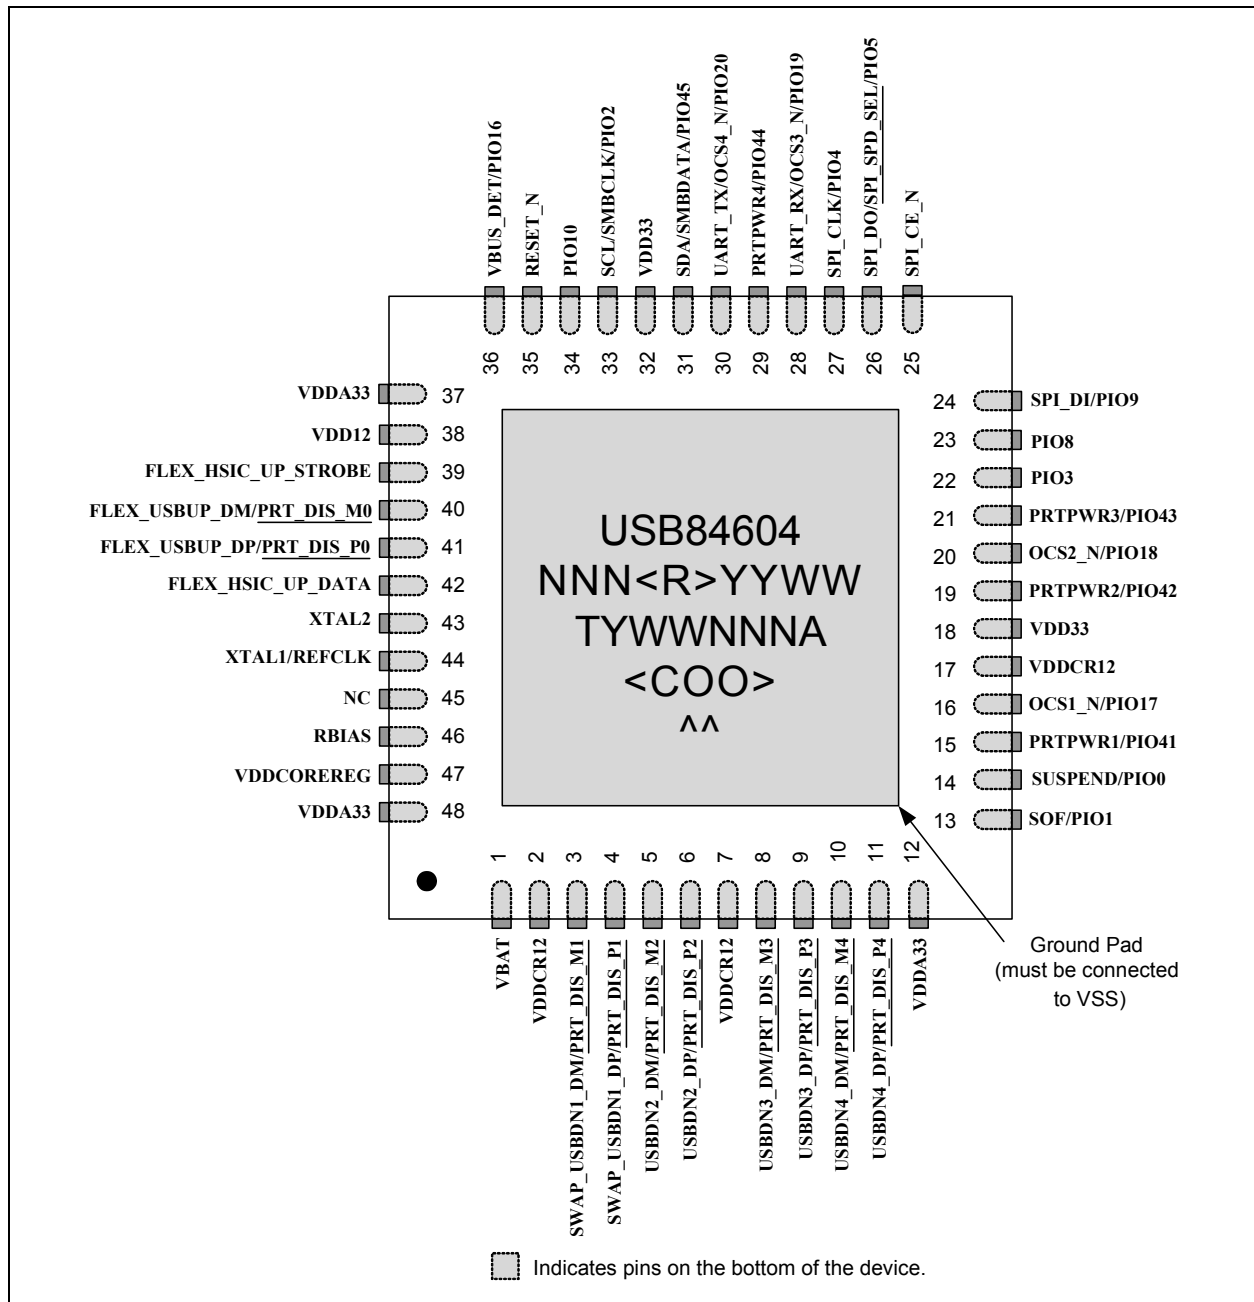 VBUS_DET/PIO16
RESET_N
PIO10
SCL/SMBCLK/PIO2
VDD33
SDA/SMBDATA/PIO45
UART_TX/OCS4_N/PIO20
PRTPWR4/PIO44
UART_RX/OCS3_N/PIO19
SPI_CLK/PIO4
SPI_DO/SPI_SPD_SEL/PIO5
SPI_CE_N
36
35
34
33
32
31
30
29
28
27
26
25
VDDA33 37
VDD12 38
FLEX_HSIC_UP_STROBE 39
FLEX_USBUP_DM/PRT_DIS_M0 40
FLEX_USBUP_DP/PRT_DIS_P0 41
FLEX_HSIC_UP_DATA 42
XTAL2 43
XTAL1/REFCLK 44
NC 45
RBIAS 46
VDDCOREREG 47
VDDA33 48
USB84604
NNN<R>YYWW
TYWWNNNA
<COO>
^^
24 SPI_DI/PIO9
23 PIO8
22 PIO3
21 PRTPWR3/PIO43
20 OCS2_N/PIO18
19 PRTPWR2/PIO42
18 VDD33
17 VDDCR12
16 OCS1_N/PIO17
15 PRTPWR1/PIO41
14 SUSPEND/PIO0
13 SOF/PIO1
1
2
3
4
5
6
7
8
9
10
11
12
VBAT
VDDCR12
SWAP_USBDN1_DM/PRT_DIS_M1
SWAP_USBDN1_DP/PRT_DIS_P1
USBDN2_DM/PRT_DIS_M2
USBDN2_DP/PRT_DIS_P2
VDDCR12
USBDN3_DM/PRT_DIS_M3
USBDN3_DP/PRT_DIS_P3
USBDN4_DM/PRT_DIS_M4
USBDN4_DP/PRT_DIS_P4
VDDA33
Ground Pad
(must be connected
to VSS)
Indicates pins on the bottom of the device.